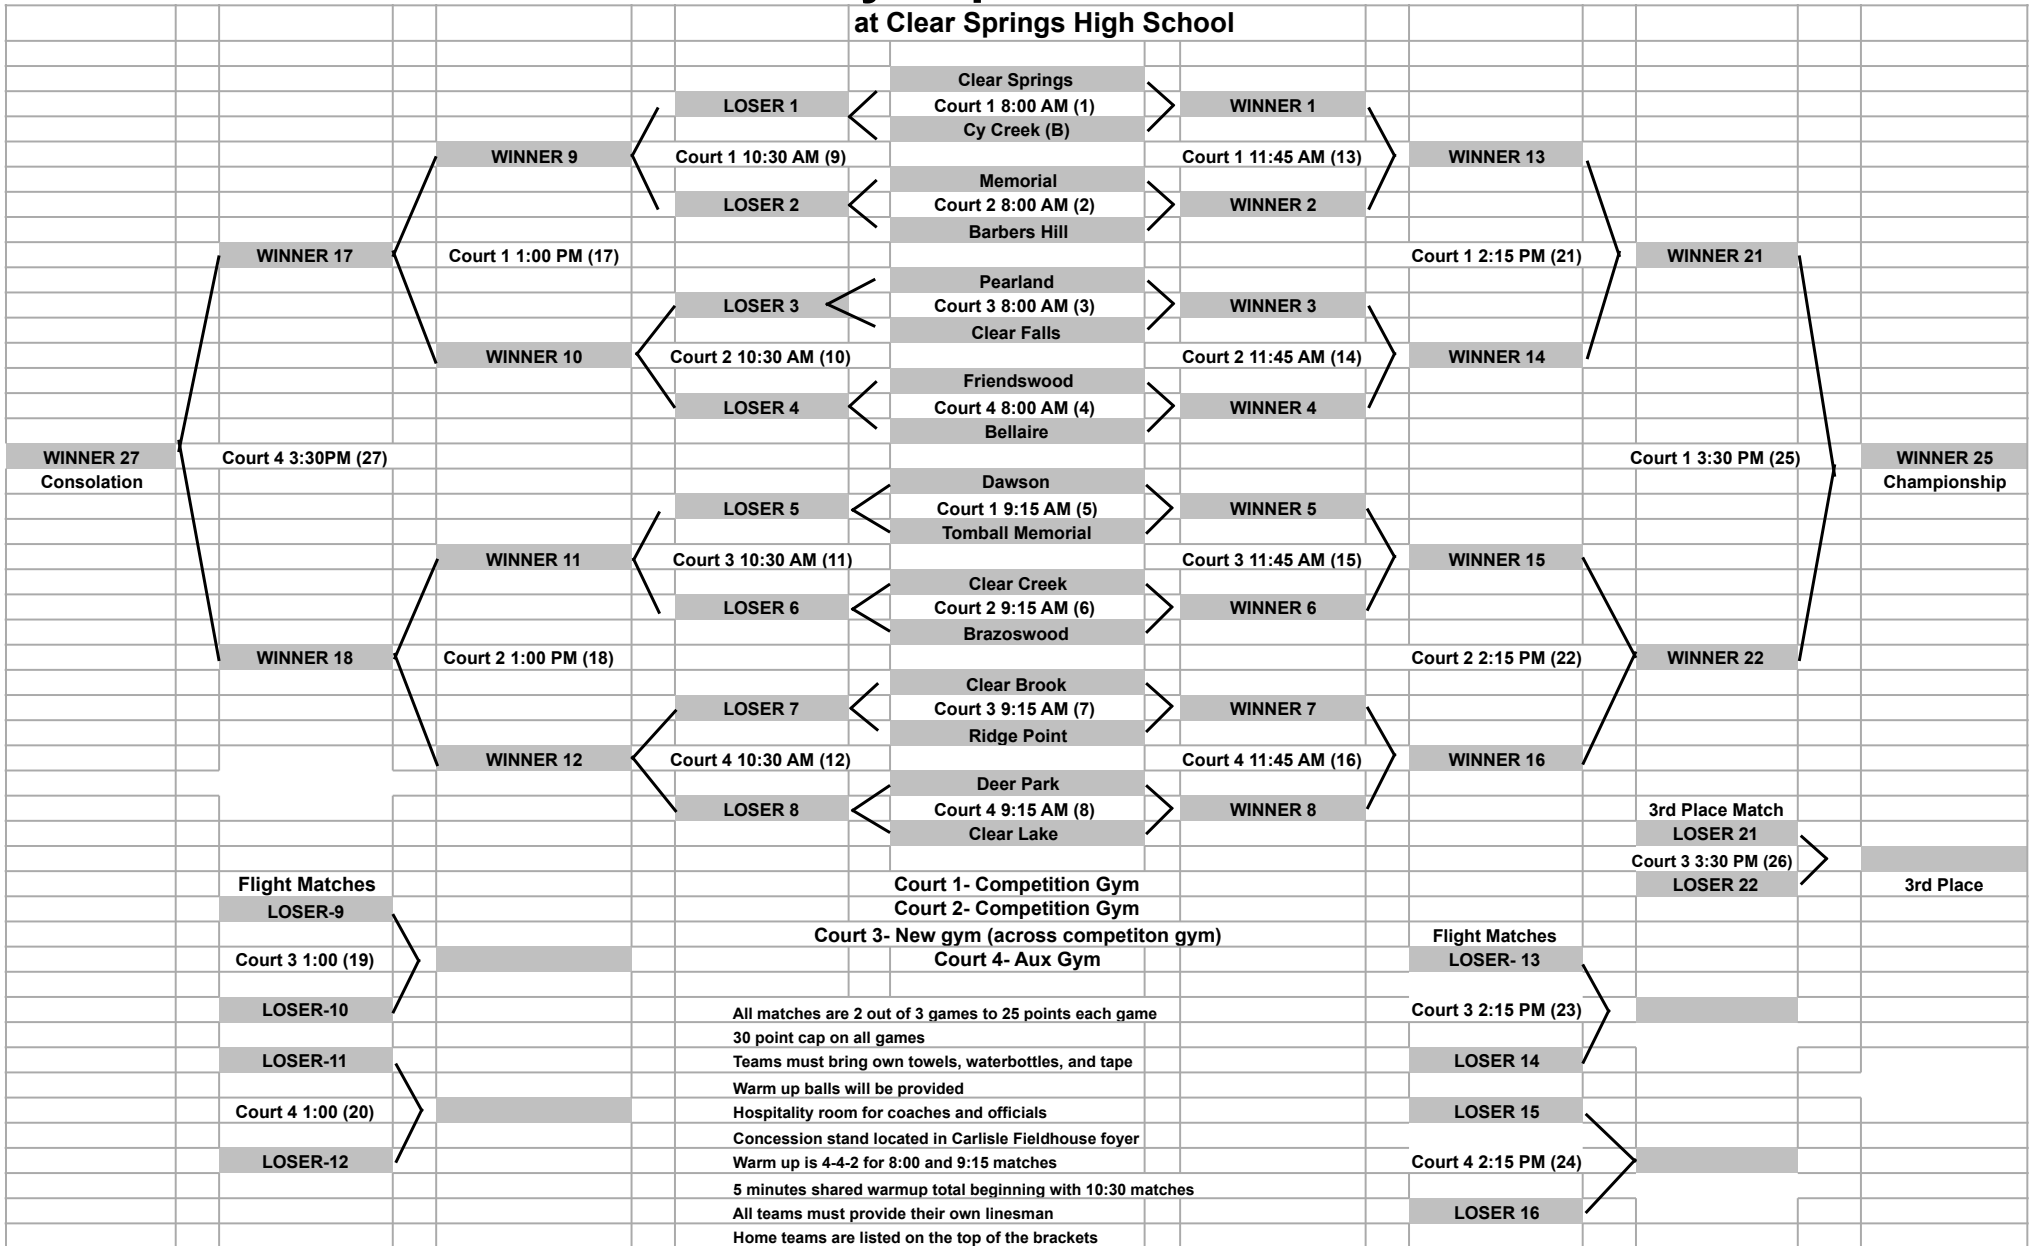 at Clear Springs High School
Clear Springs
LOSER 1 Court 1 8:00 AM (1) WINNER 1
Cy Creek (B)
WINNER 9 Court 1 10:30 AM (9) Court 1 11:45 AM (13) WINNER 13
Memorial
LOSER 2 Court 2 8:00 AM (2) WINNER 2
Barbers Hill
WINNER 17 Court 1 1:00 PM (17) Court 1 2:15 PM (21) WINNER 21
Pearland
LOSER 3 Court 3 8:00 AM (3) WINNER 3
Clear Falls
WINNER 10 Court 2 10:30 AM (10) Court 2 11:45 AM (14) WINNER 14
Friendswood
LOSER 4 Court 4 8:00 AM (4) WINNER 4
Bellaire
WINNER 27 Court 4 3:30PM (27) Court 1 3:30 PM (25) WINNER 25
Consolation Dawson Championship
LOSER 5 Court 1 9:15 AM (5) WINNER 5
Tomball Memorial
WINNER 11 Court 3 10:30 AM (11) Court 3 11:45 AM (15) WINNER 15
Clear Creek
LOSER 6 Court 2 9:15 AM (6) WINNER 6
Brazoswood
WINNER 18 Court 2 1:00 PM (18) Court 2 2:15 PM (22) WINNER 22
Clear Brook
LOSER 7 Court 3 9:15 AM (7) WINNER 7
Ridge Point
WINNER 12 Court 4 10:30 AM (12) Court 4 11:45 AM (16) WINNER 16
Deer Park
LOSER 8 Court 4 9:15 AM (8) WINNER 8 3rd Place Match
Clear Lake LOSER 21
Court 3 3:30 PM (26)
Flight Matches Court 1- Competition Gym LOSER 22 3rd Place
LOSER-9 Court 2- Competition Gym
Court 3- New gym (across competiton gym) Flight Matches
Court 3 1:00 (19) Court 4- Aux Gym LOSER- 13
LOSER-10 All matches are 2 out of 3 games to 25 points each game Court 3 2:15 PM (23)
30 point cap on all games
LOSER-11 Teams must bring own towels, waterbottles, and tape LOSER 14
Warm up balls will be provided
Court 4 1:00 (20) Hospitality room for coaches and officials LOSER 15
Concession stand located in Carlisle Fieldhouse foyer
LOSER-12 Warm up is 4-4-2 for 8:00 and 9:15 matches Court 4 2:15 PM (24)
5 minutes shared warmup total beginning with 10:30 matches
All teams must provide their own linesman LOSER 16
Home teams are listed on the top of the brackets